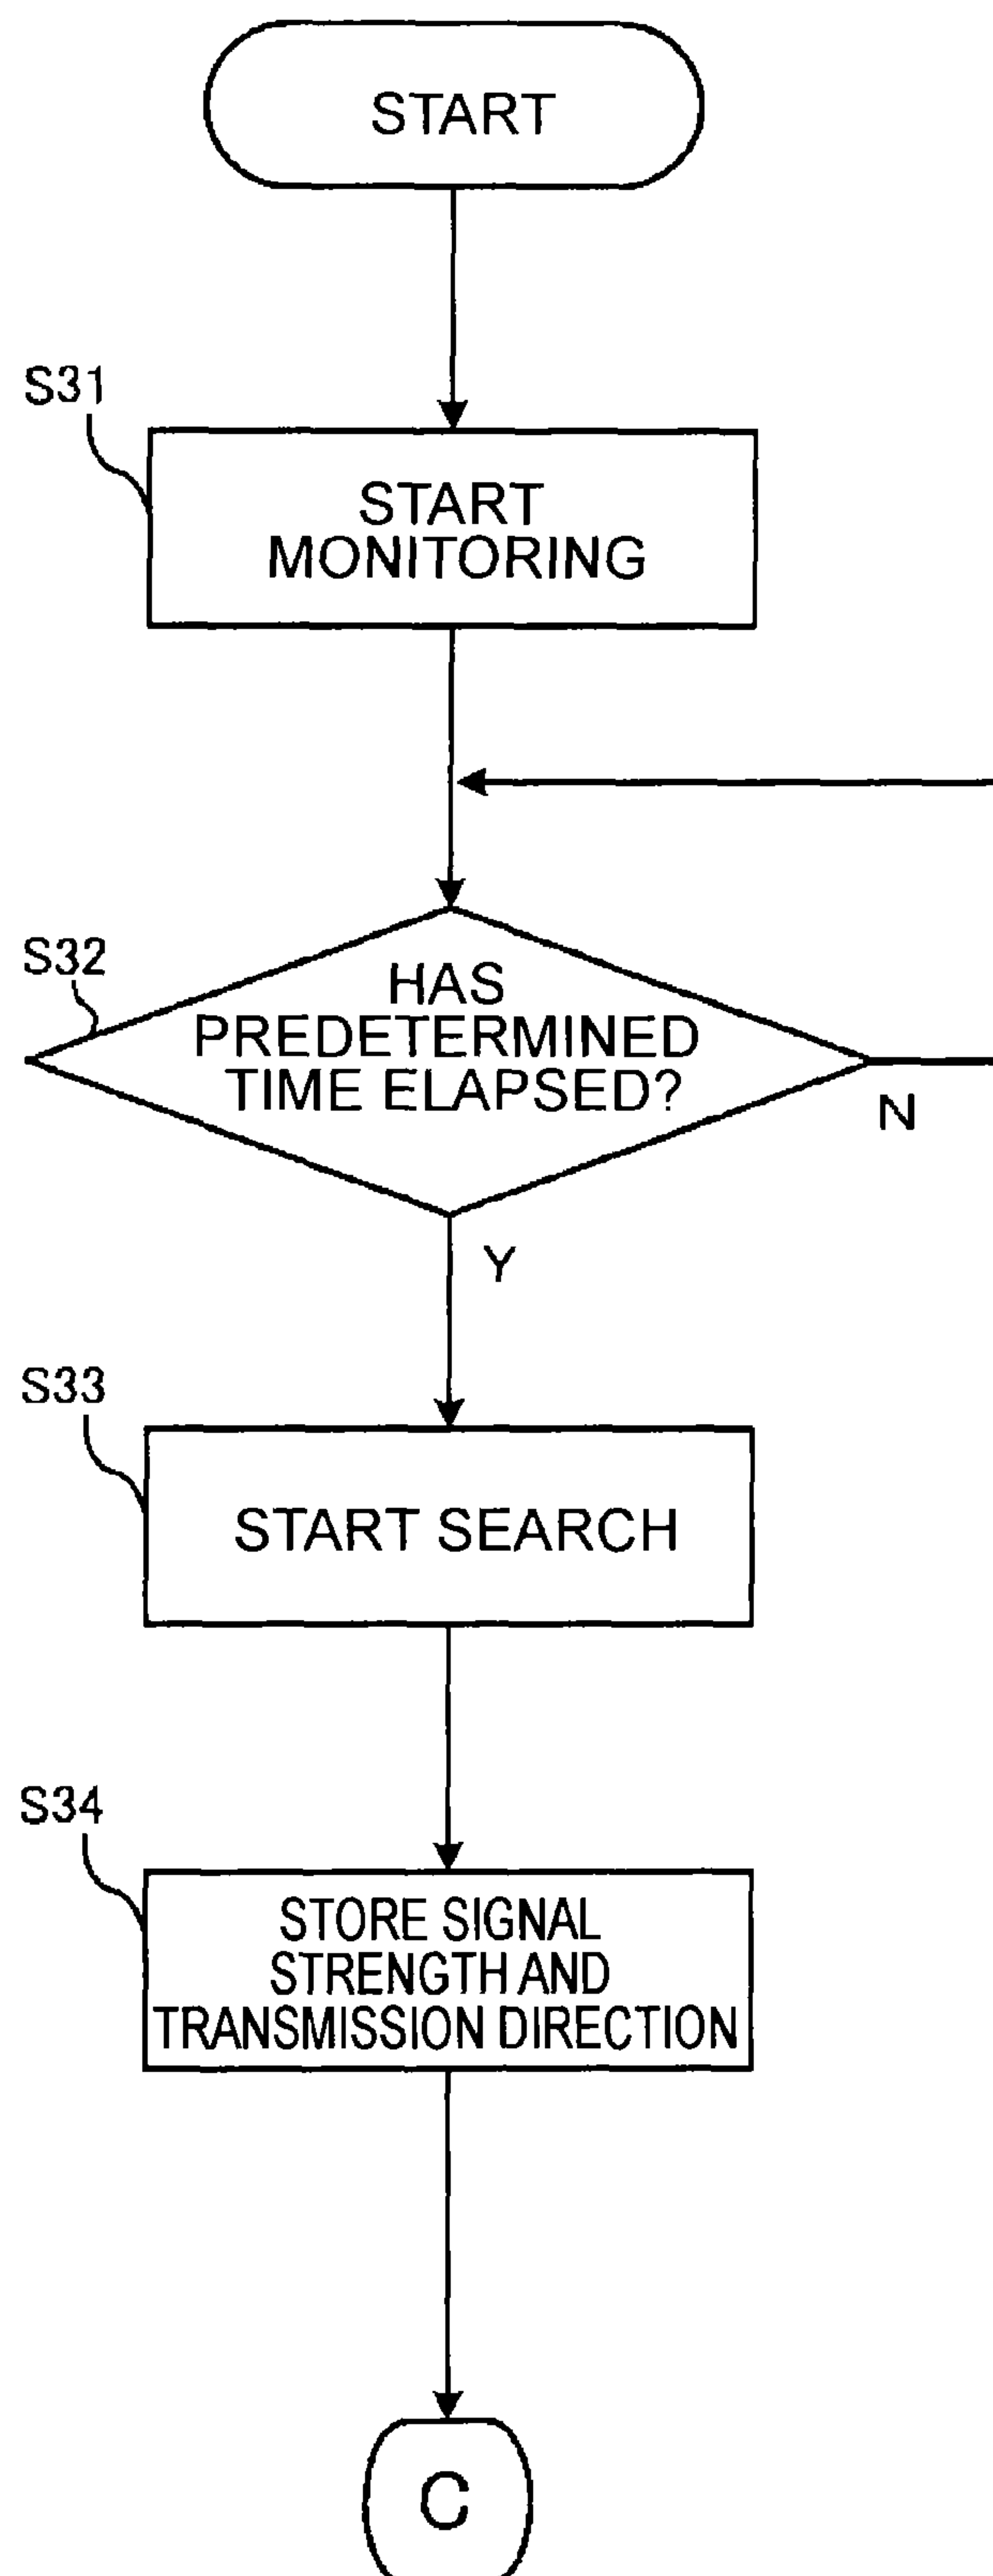 START
S31
START
MONITORING
S32
HAS
PREDETERMINED
TIME ELAPSED?
N
Y
S33
START SEARCH
S34
STORE SIGNAL
STRENGTH AND
TRANSMISSION DIRECTION
C